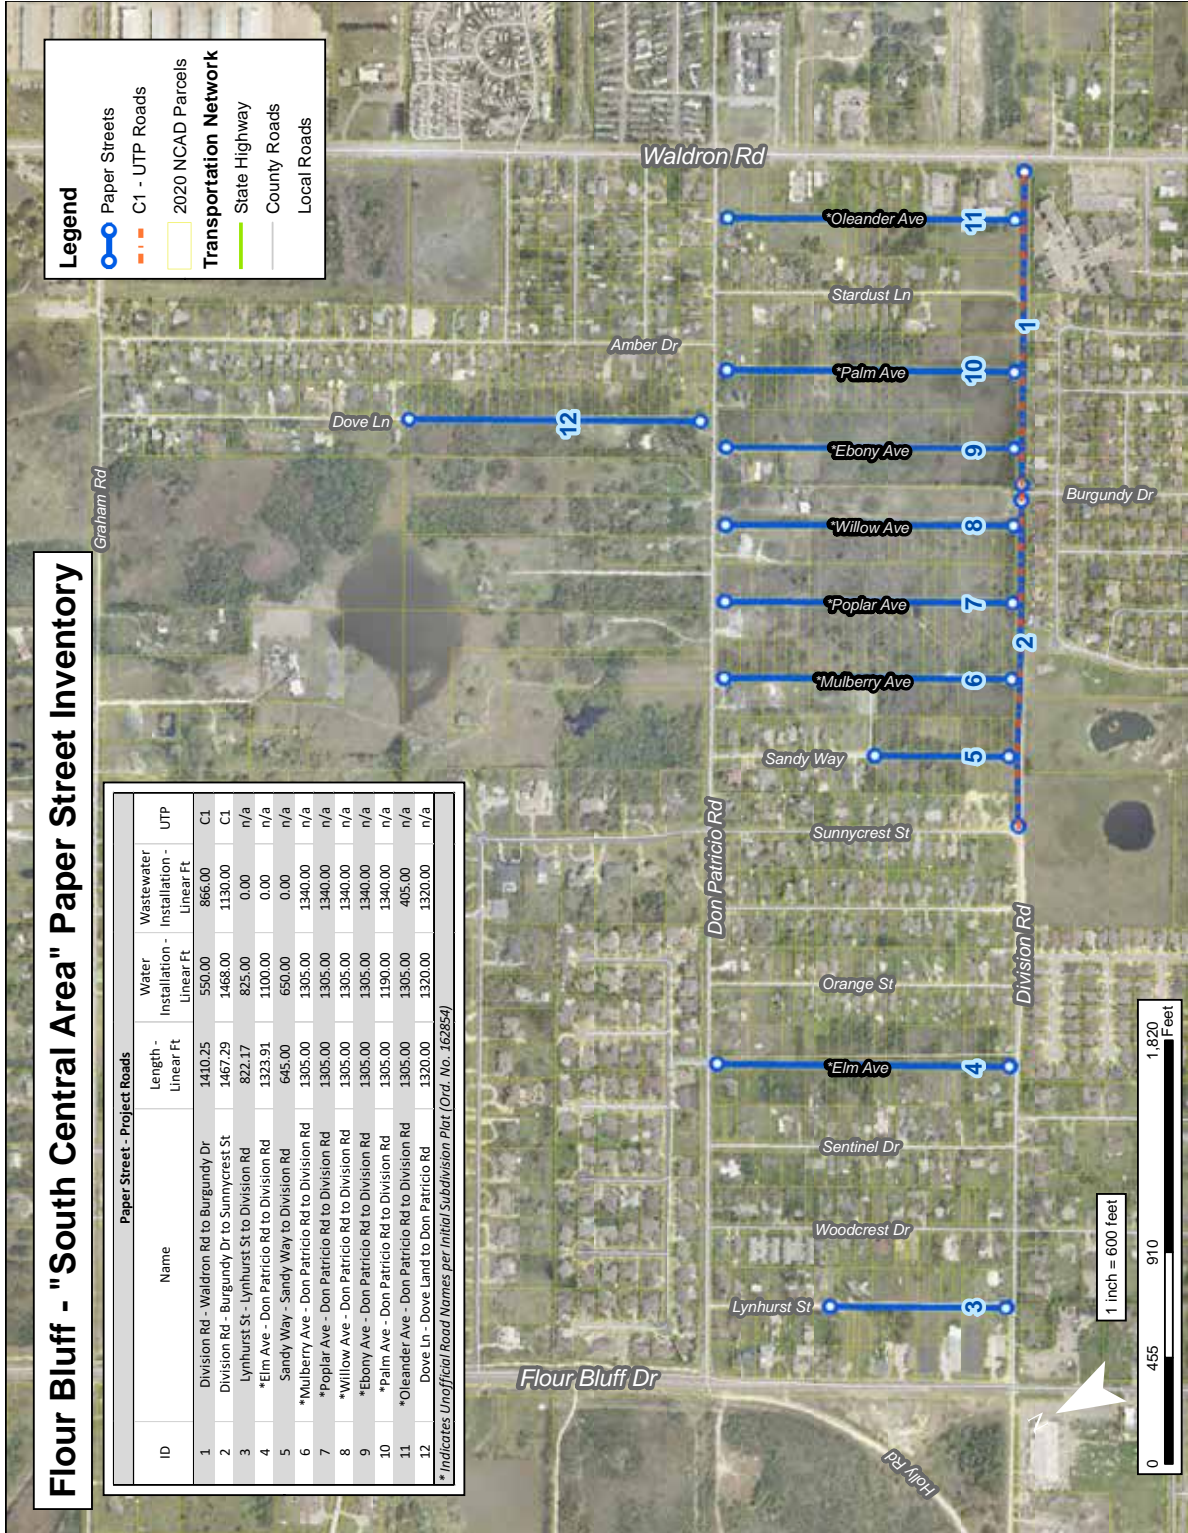 Flour Bluff - "South Central Area" Paper Street Inventory
Legend
Paper Streets
C1 - UTP Roads
2020 NCAD Parcels
Transportation Network
State Highway
County Roads
Local Roads
Paper Street - Project Roads
ID Name Length - Linear Ft Water Installation - Linear Ft Wastewater Installation - Linear Ft UTP
1 Division Rd - Waldron Rd to Burgundy Dr 1410.25 550.00 866.00 C1
2 Division Rd - Burgundy Dr to Sunnycrest St 1467.29 1468.00 1130.00 C1
3 Lynhurst St - Lynhurst St to Division Rd 822.17 825.00 0.00 n/a
4 *Elm Ave - Don Patricio Rd to Division Rd 1323.91 1100.00 0.00 n/a
5 Sandy Way - Sandy Way to Division Rd 645.00 650.00 0.00 n/a
6 *Mulberry Ave - Don Patricio Rd to Division Rd 1305.00 1305.00 1340.00 n/a
7 *Poplar Ave - Don Patricio Rd to Division Rd 1305.00 1305.00 1340.00 n/a
8 *Willow Ave - Don Patricio Rd to Division Rd 1305.00 1305.00 1340.00 n/a
9 *Ebony Ave - Don Patricio Rd to Division Rd 1305.00 1305.00 1340.00 n/a
10 *Palm Ave - Don Patricio Rd to Division Rd 1305.00 1190.00 1340.00 n/a
11 *Oleander Ave - Don Patricio Rd to Division Rd 1305.00 1305.00 405.00 n/a
12 Dove Ln - Dove Land to Don Patricio Rd 1320.00 1320.00 1320.00 n/a
* Indicates Unofficial Road Names per Initial Subdivision Plat (Ord. No. 162854)
Graham Rd
Dove Ln
12
Amber Dr
Waldron Rd
Flour Bluff Dr
Don Patricio Rd
Lynhurst St
Woodcrest Dr
Sentinel Dr
*Elm Ave
Orange St
Sunnycrest St
Sandy Way
*Mulberry Ave
*Poplar Ave
*Willow Ave
*Ebony Ave
*Palm Ave
Stardust Ln
*Oleander Ave
3
4
5
6
7
8
9
10
11
Holly Rd
Division Rd
2
1
Burgundy Dr
1 inch = 600 feet
0 455 910 1,820
Feet